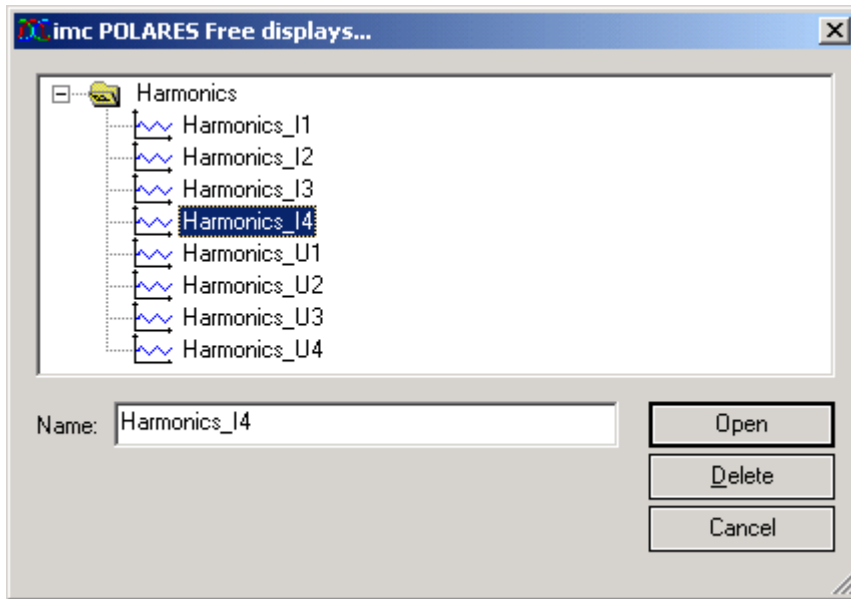 imc POLARES Free displays...
Harmonics
Harmonics_I1
Harmonics_I2
Harmonics_I3
Harmonics_I4
Harmonics_U1
Harmonics_U2
Harmonics_U3
Harmonics_U4
Name: Harmonics_I4
Open
Delete
Cancel